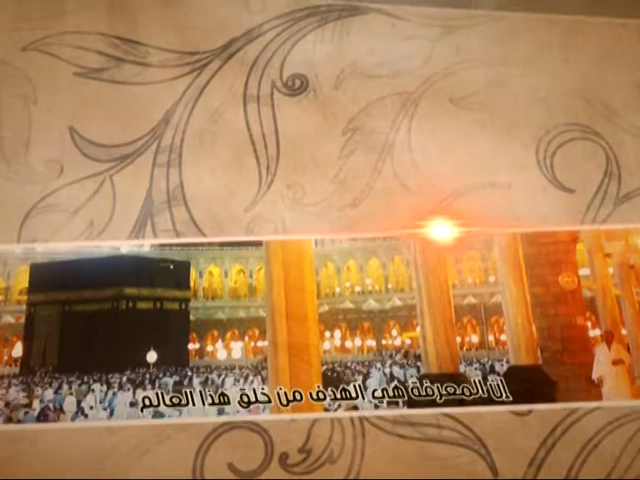 إن المعرفة هي الهدف من خلق هذا العالم